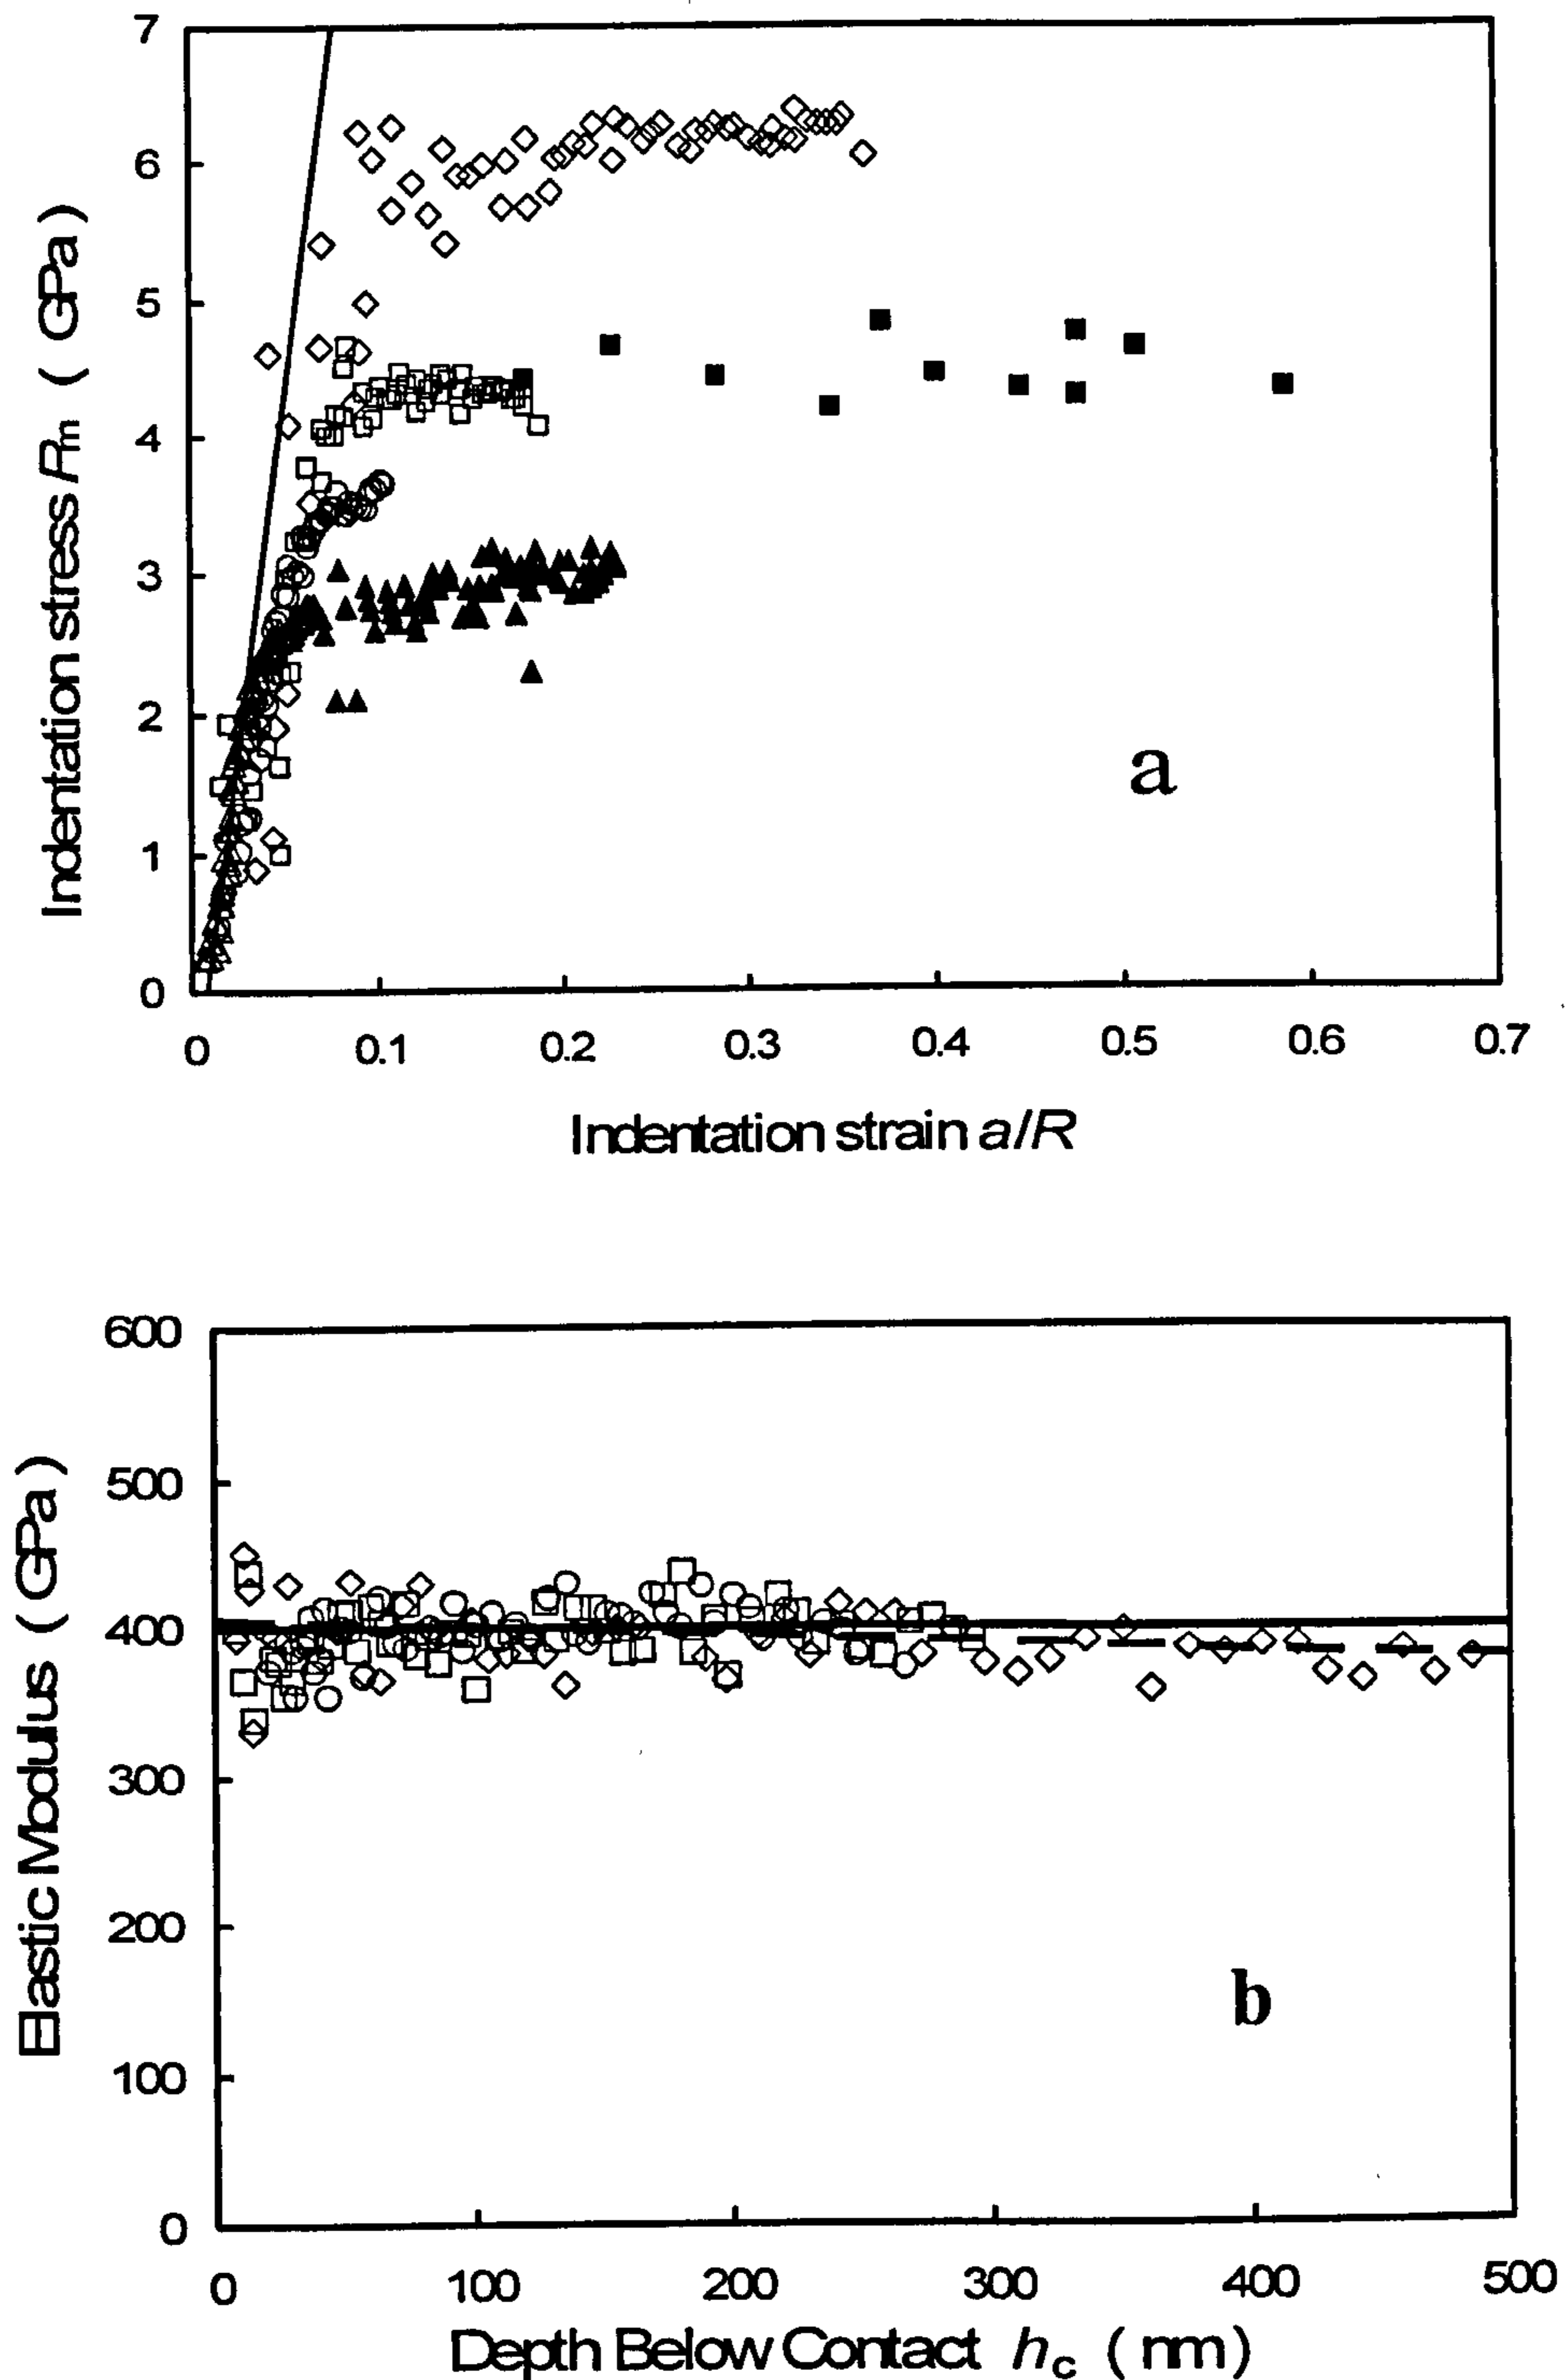 7
6
5
4
3
2
1
0
Indentation stress Pm ( GPa )
a
0 0.1 0.2 0.3 0.4 0.5 0.6 0.7
Indentation strain a/R
600
500
400
300
200
100
0
Elastic Modulus ( GPa )
b
0 100 200 300 400 500
Depth Below Contact hc ( nm )